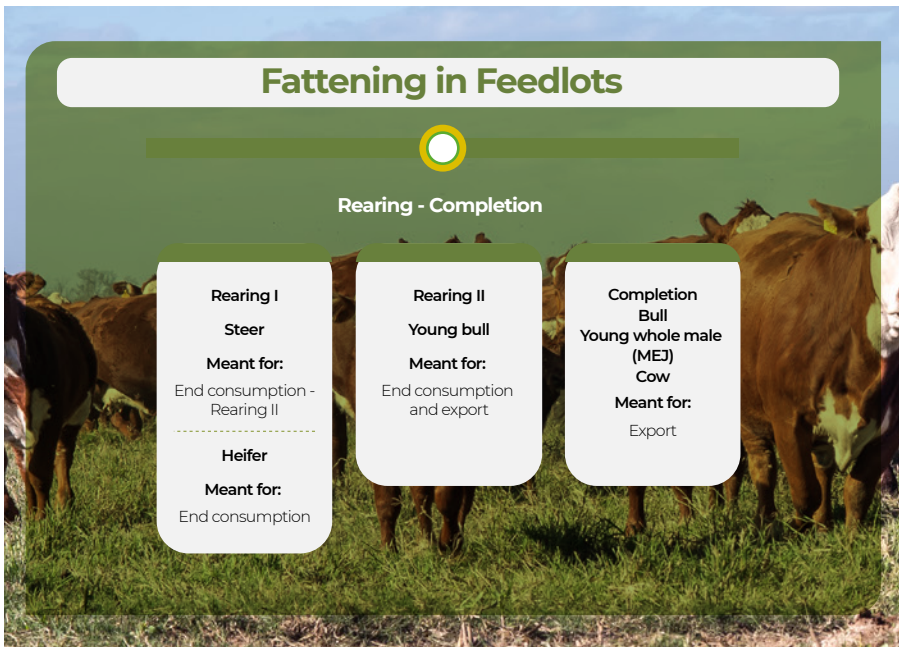 Fattening in Feedlots
Rearing - Completion
Rearing I
Steer
Meant for:
End consumption -
Rearing II
Heifer
Meant for:
End consumption
Rearing II
Young bull
Meant for:
End consumption
and export
Completion
Bull
Young whole male
(MEJ)
Cow
Meant for:
Export